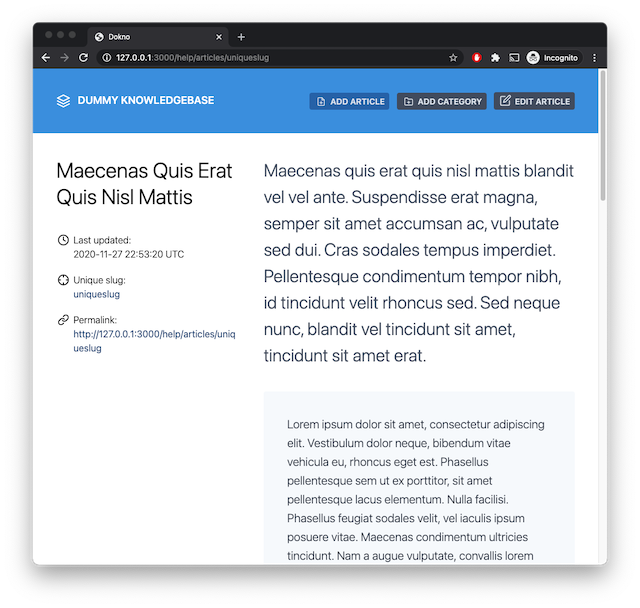 Dokno
127.0.0.1:3000/help/articles/uniqueslug
Incognito
DUMMY KNOWLEDGEBASE
ADD ARTICLE
ADD CATEGORY
EDIT ARTICLE
Maecenas Quis Erat
Quis Nisl Mattis
Last updated:
2020-11-27 22:53:20 UTC
Unique slug:
uniqueslug
Permalink:
http://127.0.0.1:3000/help/articles/uniq
ueslug
Maecenas quis erat quis nisl mattis blandit
vel vel ante. Suspendisse erat magna,
semper sit amet accumsan ac, vulputate
sed dui. Cras sodales tempus imperdiet.
Pellentesque condimentum tempor nibh,
id tincidunt velit rhoncus sed. Sed neque
nunc, blandit vel tincidunt sit amet,
tincidunt sit amet erat.
Lorem ipsum dolor sit amet, consectetur adipiscing
elit. Vestibulum dolor neque, bibendum vitae
vehicula eu, rhoncus eget est. Phasellus
pellentesque sem ut ex porttitor, sit amet
pellentesque lacus elementum. Nulla facilisi.
Phasellus feugiat sodales velit, vel iaculis ipsum
posuere vitae. Maecenas condimentum ultricies
tincidunt. Nam a augue vulputate, convallis lorem